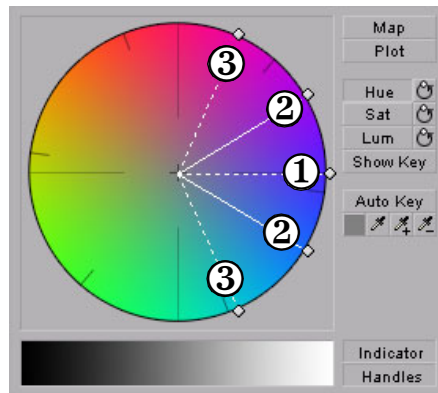 Map
Plot
3
2
Hue
Sat
Lum
1
Show Key
Auto Key
2
3
Indicator
Handles